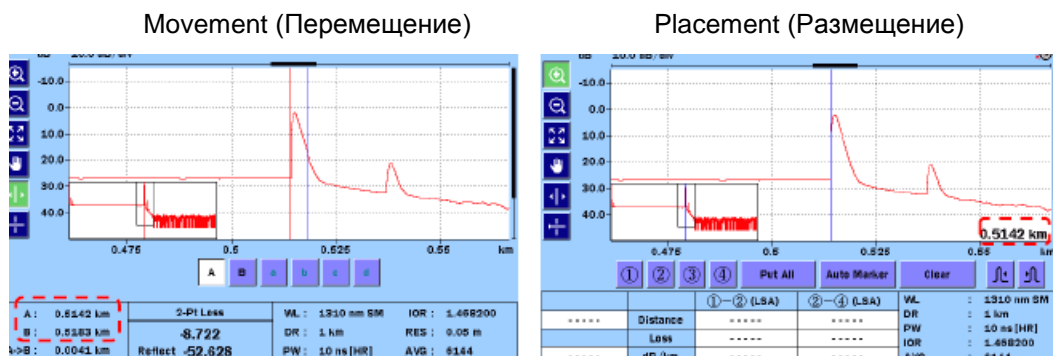 Movement (Перемещение)
Placement (Размещение)
-10.0
0.0
10.0
20.0
30.0
40.0
0.475
0.5
0.525
0.55
km
A B a b c d
A : 0.5142 km
B : 0.5183 km
A->B : 0.0041 km
2-Pt Loss
-8.722
Reflect -52.628
WL : 1310 nm SM
DR : 1 km
PW : 10 ns [HR]
IOR : 1.468200
RES : 0.05 m
AVG : 6144
-10.0
0.0
10.0
20.0
30.0
40.0
0.5142 km
0.475
0.5
0.525
0.55
km
① ② ③ ④ Put All Auto Marker Clear
①-② (LSA) ②-④ (LSA)
----- Distance ----- -----
Loss ----- -----
----- dB/km ----- -----
WL : 1310 nm SM
DR : 1 km
PW : 10 ns [HR]
IOR : 1.468200
AVG : 6144